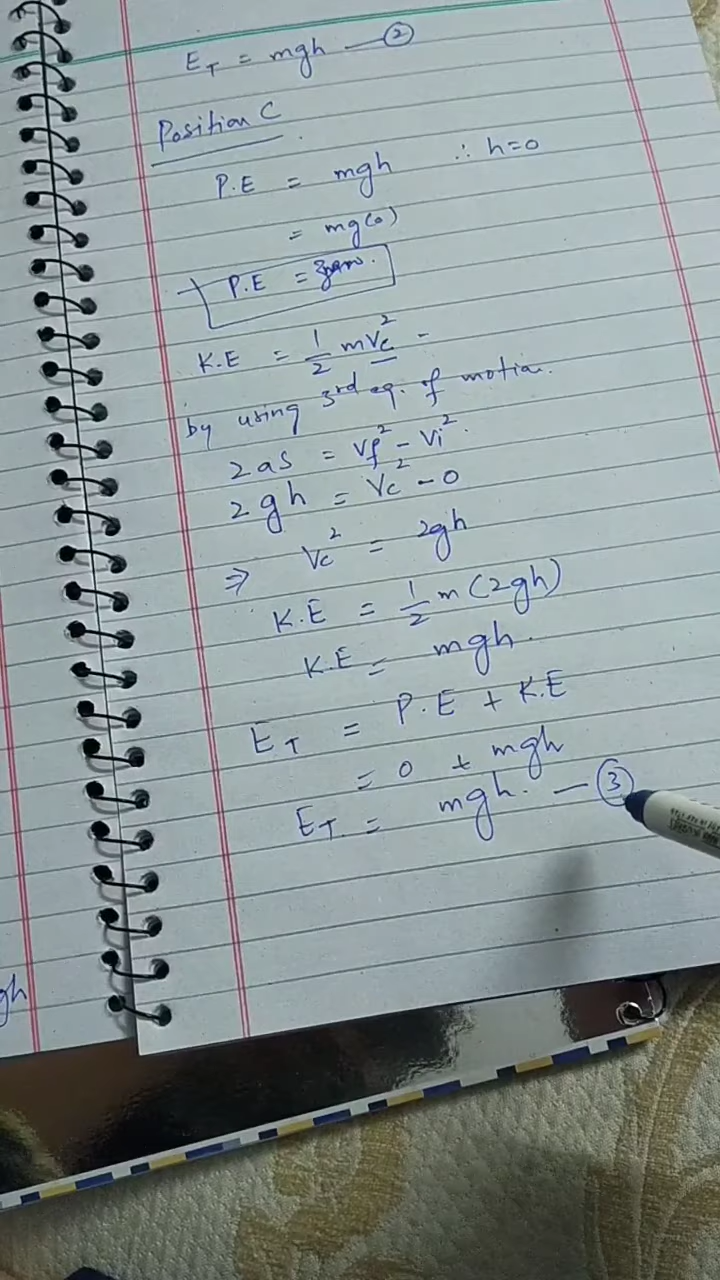 E_T = mgh — ②
Position C
P.E = mgh ∴ h=0
= mg(0)
P.E = zero.
K.E = 1/2 mVc² -
by using 3rd eq. of motion.
2as = Vf² - Vi².
2gh = Vc² - 0
⇒ Vc² = 2gh
K.E = 1/2 m(2gh)
K.E = mgh.
E_T = P.E + K.E
= 0 + mgh
E_T = mgh. — ③
gh